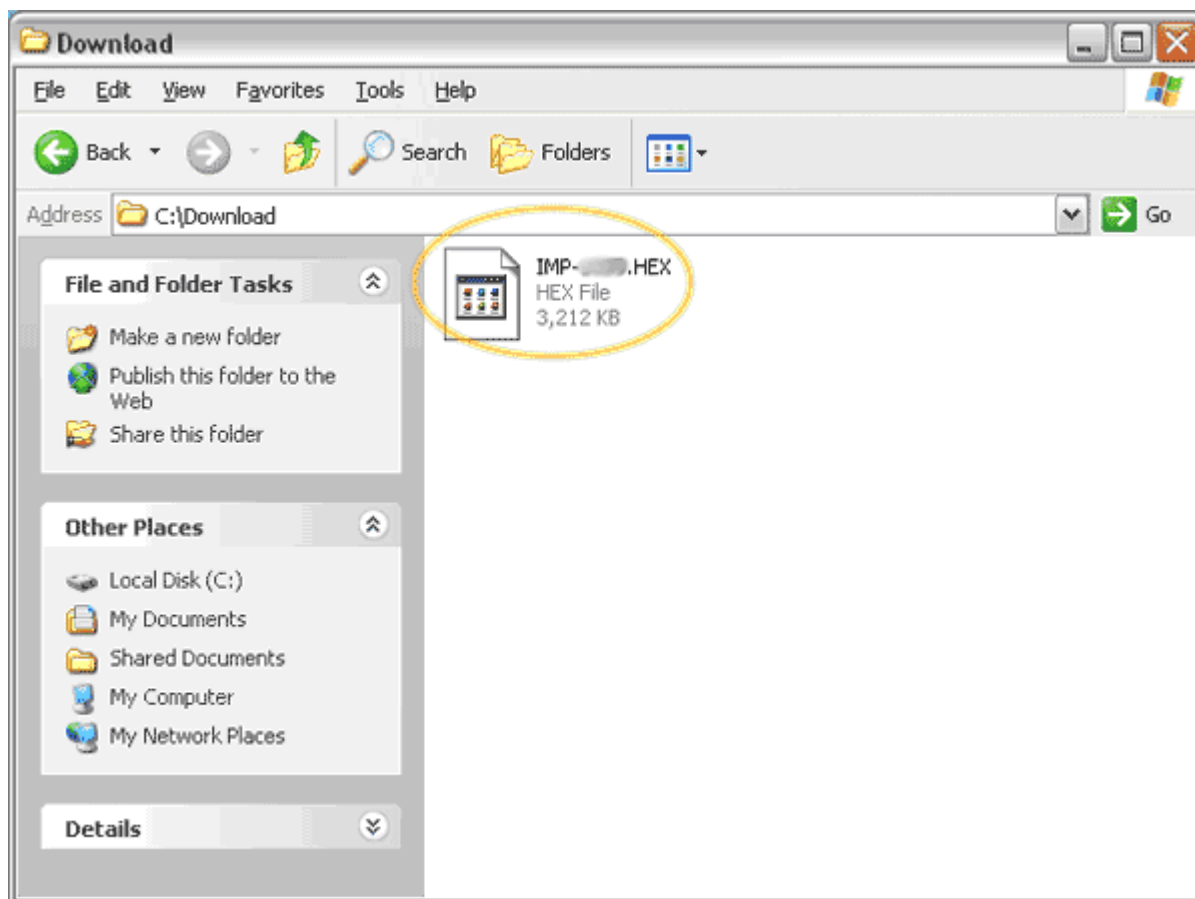 Download
File Edit View Favorites Tools Help
Back Search Folders
Address C:\Download Go
File and Folder Tasks
Make a new folder
Publish this folder to the
Web
Share this folder
Other Places
Local Disk (C:)
My Documents
Shared Documents
My Computer
My Network Places
Details
IMP- .HEX
HEX File
3,212 KB